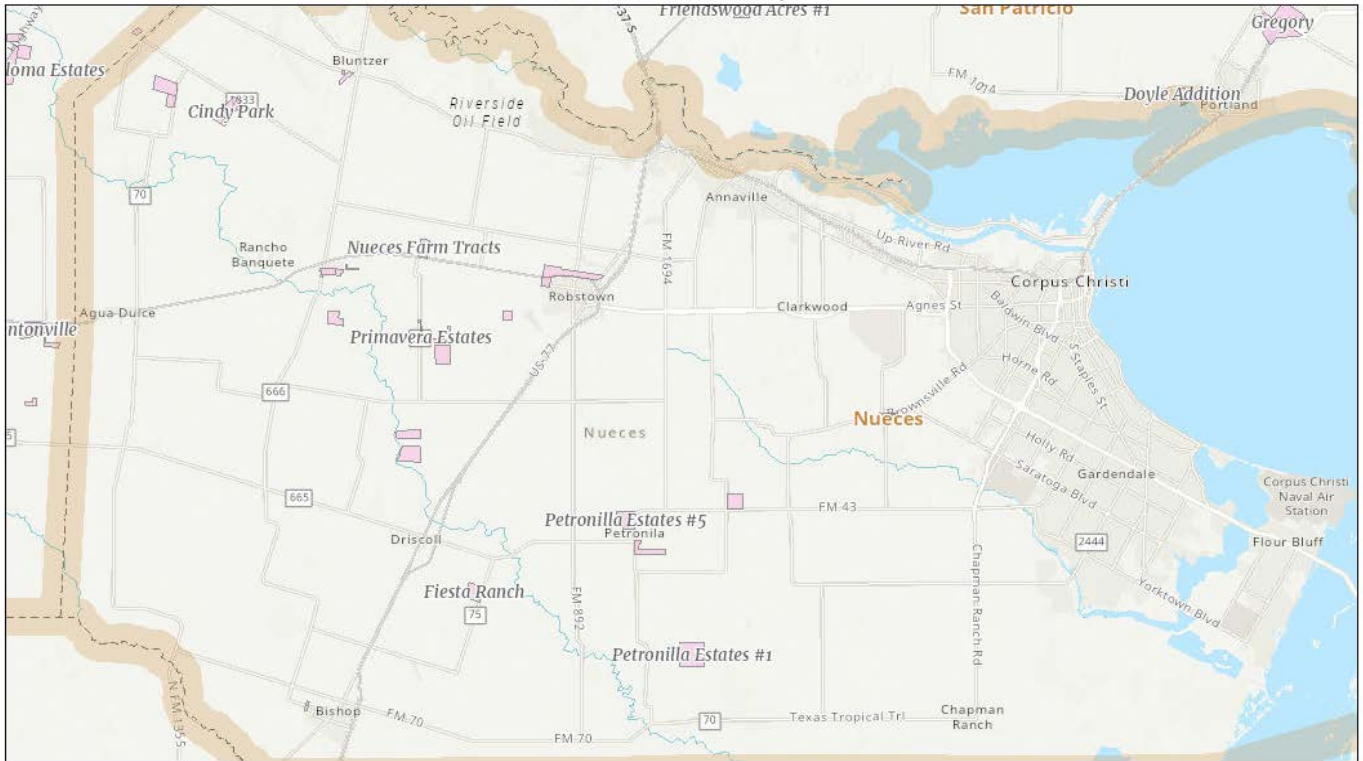 37-S
Friendswood Acres #1
San Patricio
Gregory
Highway
loma Estates
Bluntzer
FM 1014
Doyle Addition
Portland
1833
Cindy Park
Riverside
Oil Field
70
Annaville
Rancho
Banquete
Nueces Farm Tracts
FM 1694
Up River Rd
Robstown
Corpus Christi
Agua Dulce
Clarkwood
Agnes St
Baldwin Blvd
ntonville
Primavera Estates
US-77
Horne Rd
S Staples St
666
Brownsville Rd
Nueces
Nueces
Holly Rd
Gardendale
Saratoga Blvd
Corpus Christi
Naval Air
Station
665
FM 43
Petronilla Estates #5
Petronila
Driscoll
2444
Flour Bluff
Fiesta Ranch
75
FM-892
Chapman Ranch Rd
Yorktown Blvd
Petronilla Estates #1
N FM 1355
Bishop
FM 70
FM 70
70
Texas Tropical Trl
Chapman
Ranch